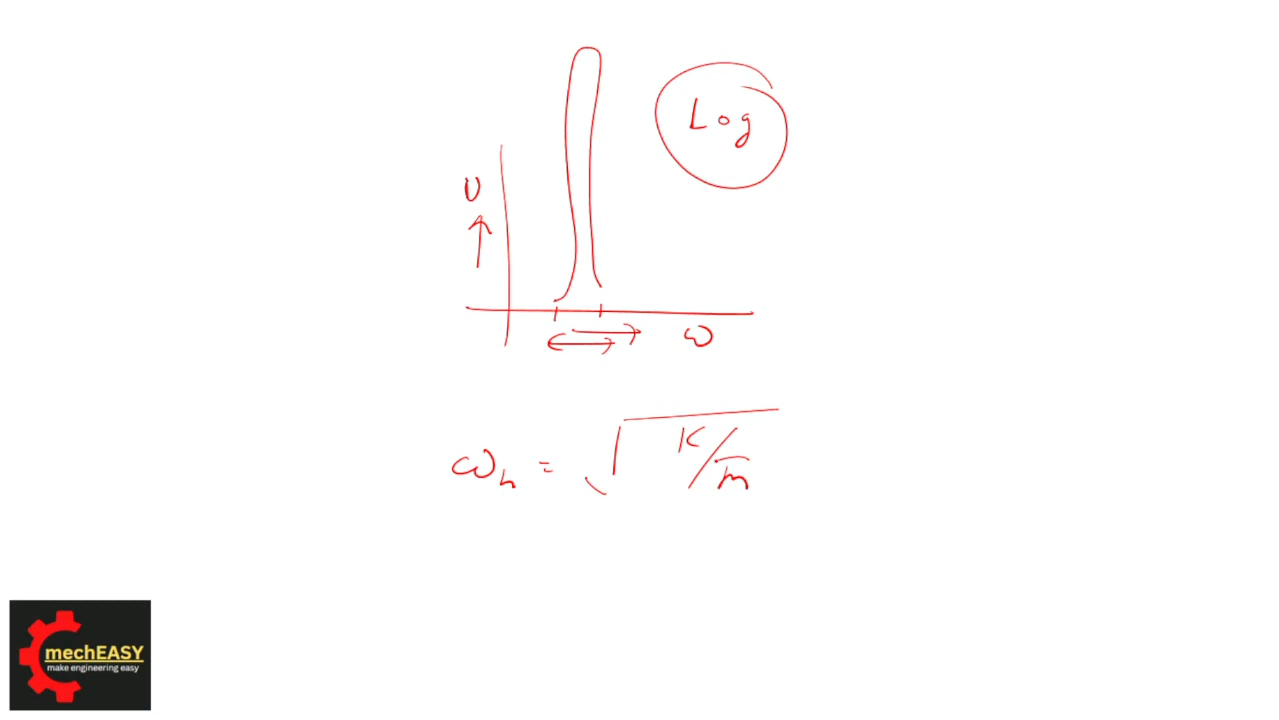 Log
U
↑
ω
ωn = √K/m
mechEASY
make engineering easy